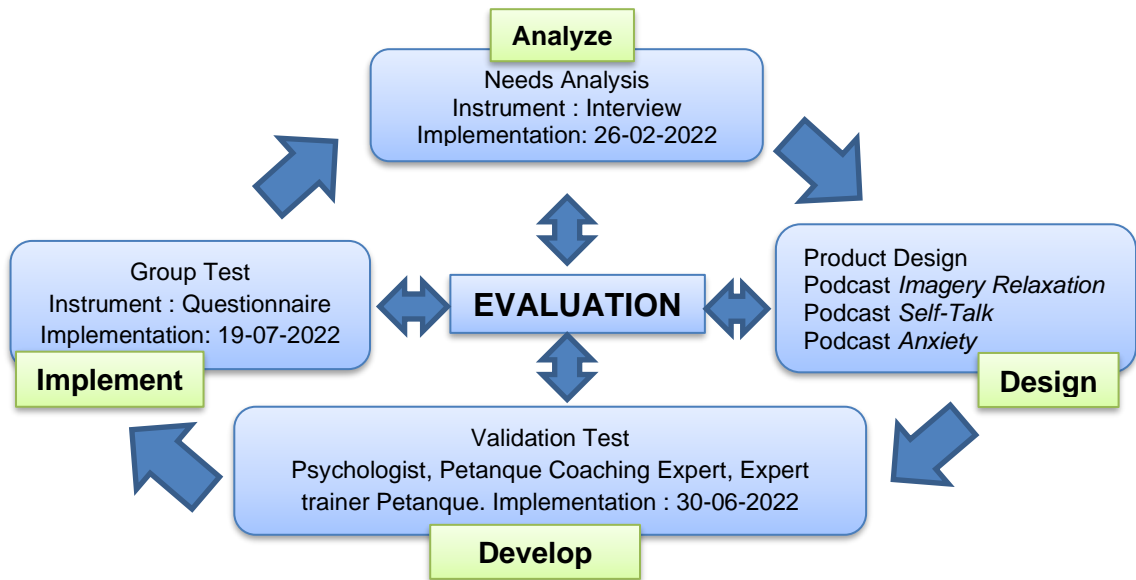 Analyze
Needs Analysis
Instrument : Interview
Implementation: 26-02-2022
Product Design
Podcast Imagery Relaxation
Podcast Self-Talk
Podcast Anxiety
Design
EVALUATION
Group Test
Instrument : Questionnaire
Implementation: 19-07-2022
Implement
Validation Test
Psychologist, Petanque Coaching Expert, Expert
trainer Petanque. Implementation : 30-06-2022
Develop